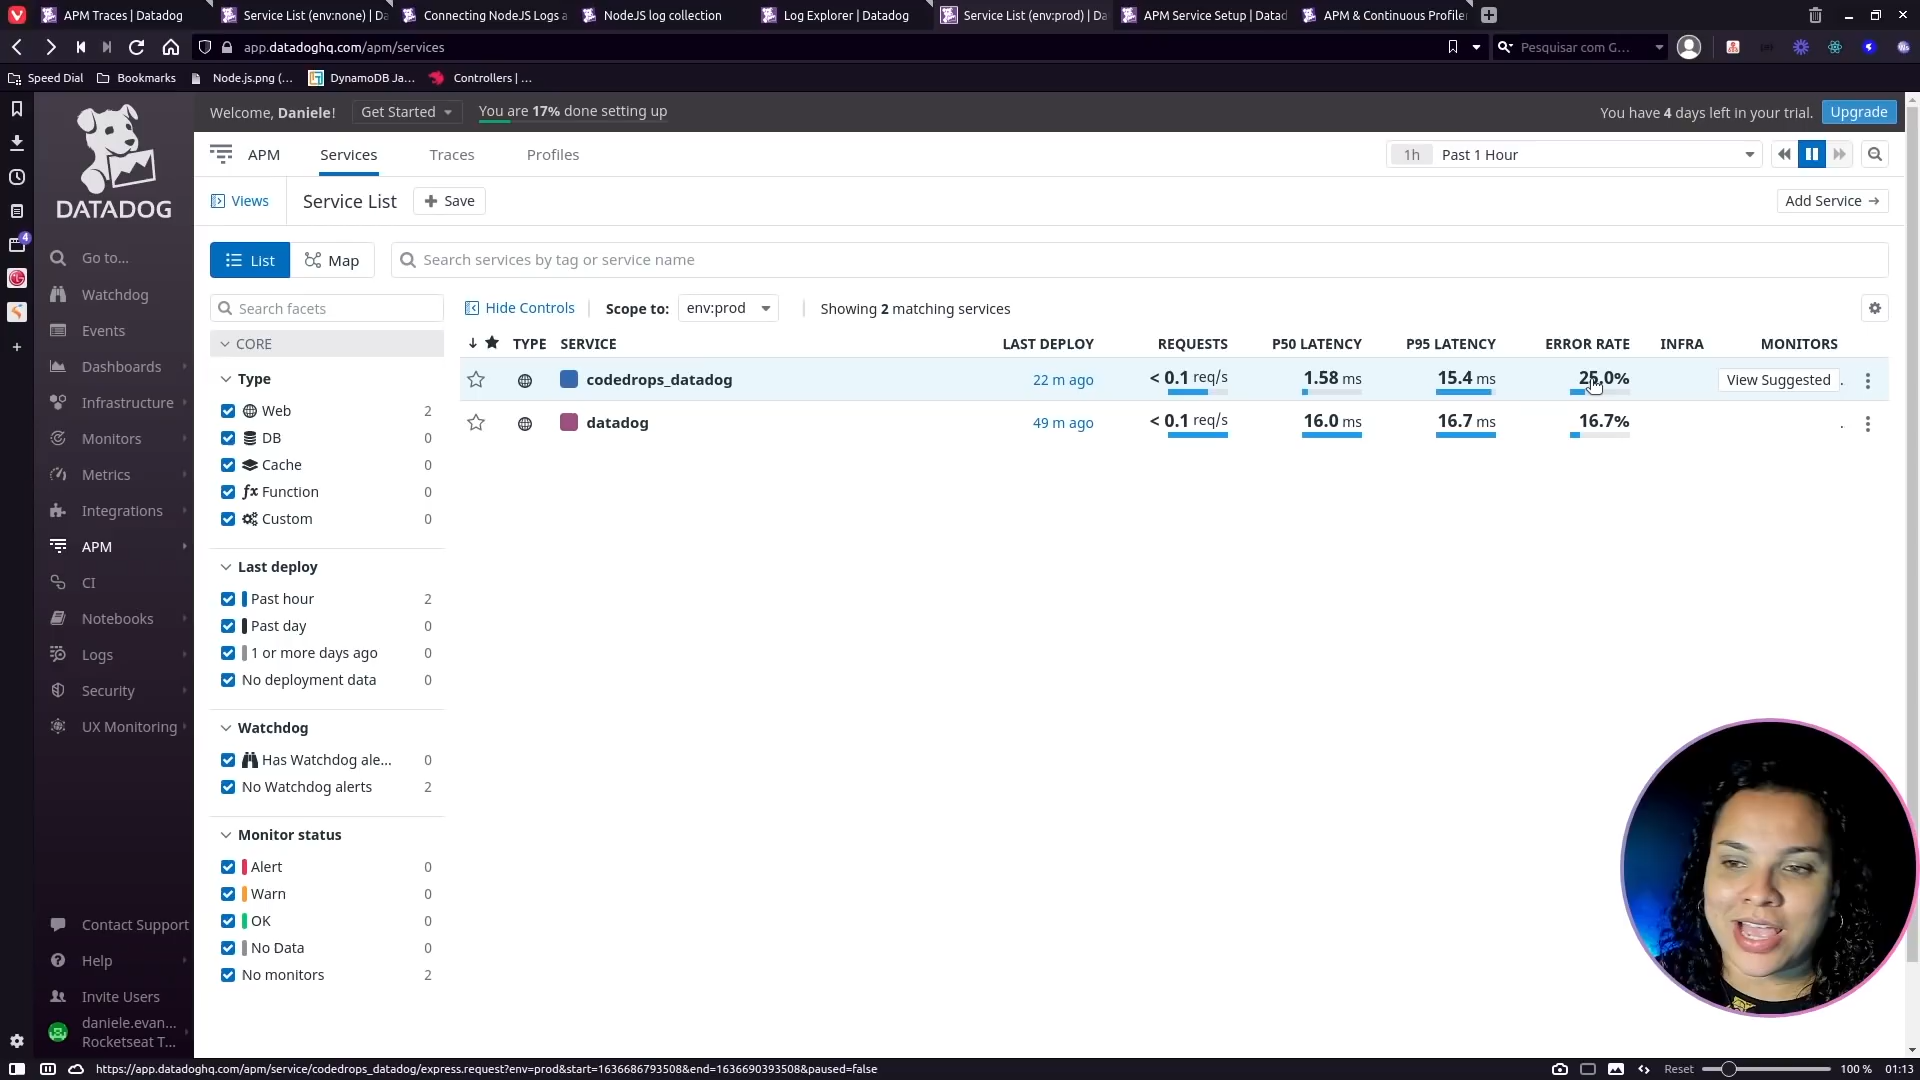 APM Traces | Datadog
Service List (env:none) | Da
Connecting NodeJS Logs a
NodeJS log collection
Log Explorer | Datadog
Service List (env:prod) | Da
APM Service Setup | Datad
APM & Continuous Profiler
app.datadoghq.com/apm/services
Pesquisar com G...
Speed Dial
Bookmarks
Node.js.png (...
DynamoDB Ja...
Controllers | ...
Welcome, Daniele!
Get Started
You are 17% done setting up
You have 4 days left in your trial.
Upgrade
DATADOG
APM
Services
Traces
Profiles
1h
Past 1 Hour
Views
Service List
+ Save
Add Service →
List
Map
Search services by tag or service name
4
Go to...
Watchdog
Events
Dashboards
Infrastructure
Monitors
Metrics
Integrations
APM
CI
Notebooks
Logs
Security
UX Monitoring
Contact Support
Help
Invite Users
daniele.evan...
Rocketseat T...
Search facets
Hide Controls
Scope to:
env:prod
Showing 2 matching services
CORE
Type
Web 2
DB 0
Cache 0
fx Function 0
Custom 0
Last deploy
Past hour 2
Past day 0
1 or more days ago 0
No deployment data 0
Watchdog
Has Watchdog ale... 0
No Watchdog alerts 2
Monitor status
Alert 0
Warn 0
OK 0
No Data 0
No monitors 2
TYPE SERVICE LAST DEPLOY REQUESTS P50 LATENCY P95 LATENCY ERROR RATE INFRA MONITORS
codedrops_datadog 22 m ago < 0.1 req/s 1.58 ms 15.4 ms 25.0% View Suggested .
datadog 49 m ago < 0.1 req/s 16.0 ms 16.7 ms 16.7% .
https://app.datadoghq.com/apm/service/codedrops_datadog/express.request?env=prod&start=1636686793508&end=1636690393508&paused=false
Reset
100 %
01:13